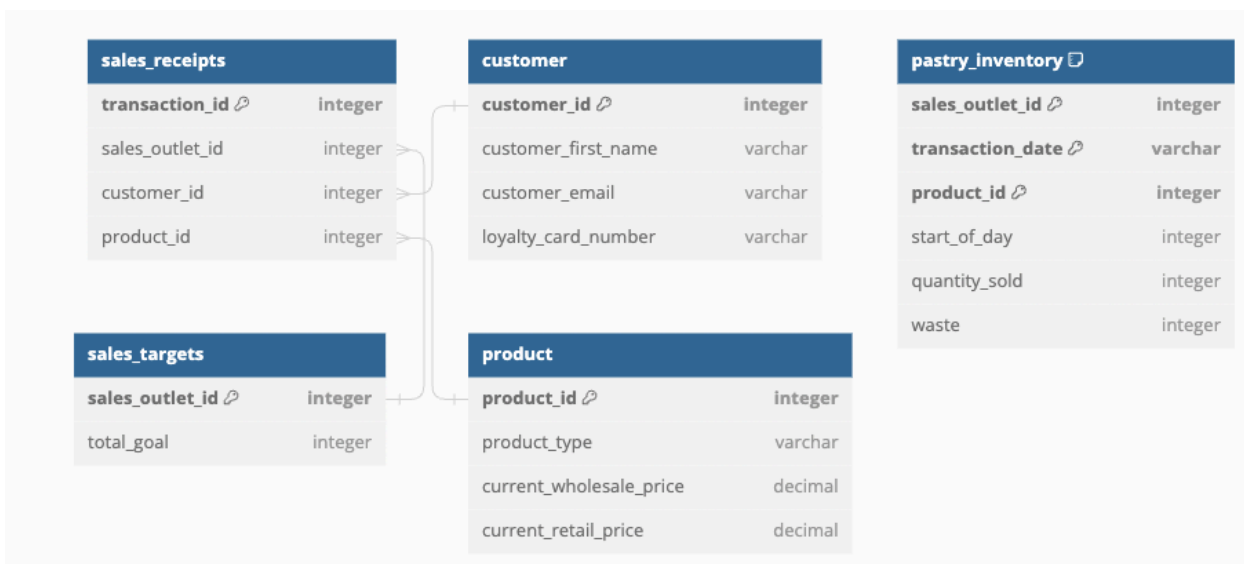 sales_receipts
transaction_id integer
sales_outlet_id integer
customer_id integer
product_id integer
customer
customer_id integer
customer_first_name varchar
customer_email varchar
loyalty_card_number varchar
pastry_inventory
sales_outlet_id integer
transaction_date varchar
product_id integer
start_of_day integer
quantity_sold integer
waste integer
sales_targets
sales_outlet_id integer
total_goal integer
product
product_id integer
product_type varchar
current_wholesale_price decimal
current_retail_price decimal